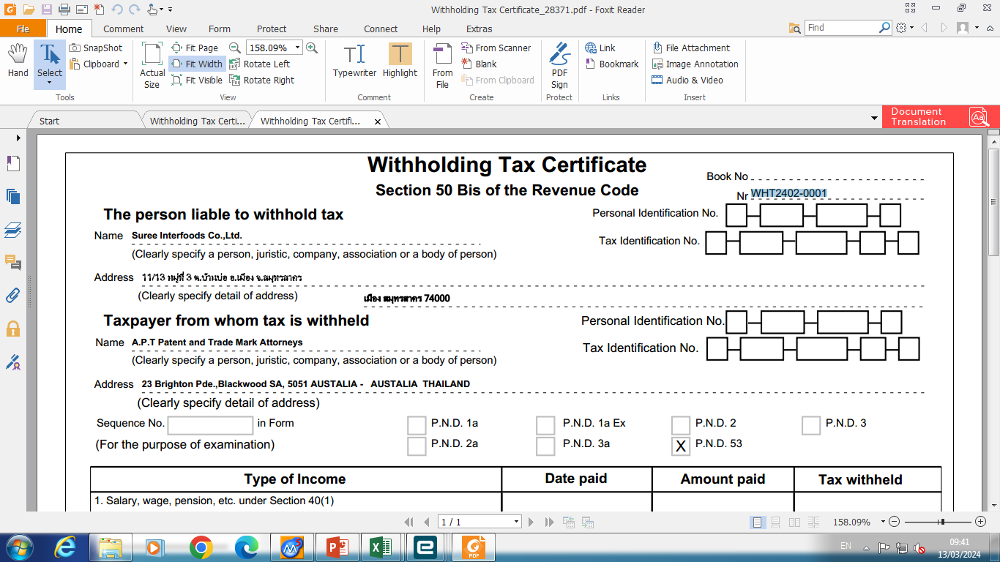 Withholding Tax Certificate_28371.pdf - Foxit Reader
File Home Comment View Form Protect Share Connect Help Extras Find
Hand
Select
SnapShot
Clipboard
Tools
Actual Size
Fit Page
Fit Width
Fit Visible
158.09%
Rotate Left
Rotate Right
View
Typewriter
Highlight
Comment
From File
From Scanner
Blank
From Clipboard
Create
PDF Sign
Protect
Link
Bookmark
Links
File Attachment
Image Annotation
Audio & Video
Insert
Start
Withholding Tax Certi...
Withholding Tax Certifi...
Document Translation
Withholding Tax Certificate
Book No
Section 50 Bis of the Revenue Code
Nr WHT2402-0001
The person liable to withhold tax
Personal Identification No.
Name Suree Interfoods Co.,Ltd.
Tax Identification No.
(Clearly specify a person, juristic, company, association or a body of person)
Address 11/13 หมู่ที่ 3 ต.บ้านบ่อ อ.เมือง จ.สมุทรสาคร
(Clearly specify detail of address)
เมือง สมุทรสาคร 74000
Taxpayer from whom tax is withheld
Personal Identification No.
Name A.P.T Patent and Trade Mark Attorneys
Tax Identification No.
(Clearly specify a person, juristic, company, association or a body of person)
Address 23 Brighton Pde.,Blackwood SA, 5051 AUSTALIA - AUSTALIA THAILAND
(Clearly specify detail of address)
Sequence No. in Form P.N.D. 1a P.N.D. 1a Ex P.N.D. 2 P.N.D. 3
(For the purpose of examination) P.N.D. 2a P.N.D. 3a X P.N.D. 53
Type of Income Date paid Amount paid Tax withheld
1. Salary, wage, pension, etc. under Section 40(1)
1 / 1
158.09%
EN
09:41
13/03/2024